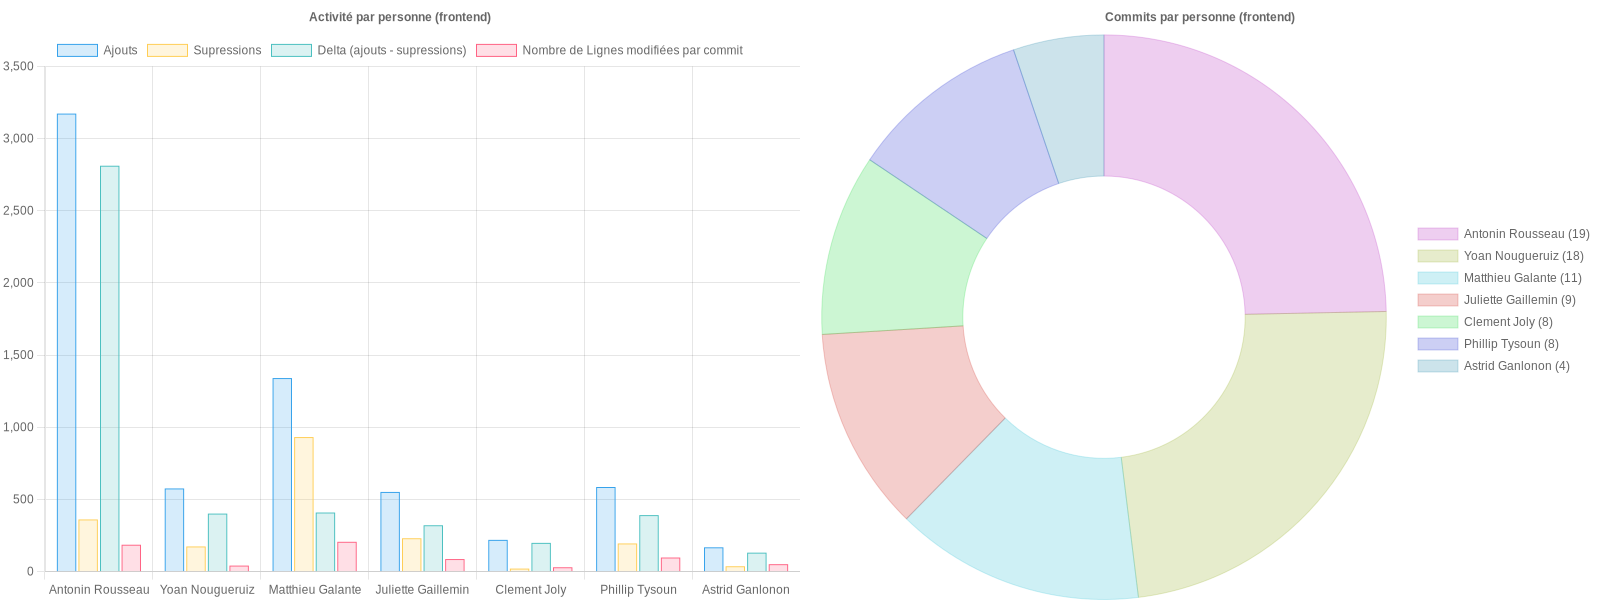 Activité par personne (frontend)
Ajouts Supressions Delta (ajouts - supressions) Nombre de Lignes modifiées par commit
3,500
3,000
2,500
2,000
1,500
1,000
500
0
Antonin Rousseau Yoan Nougueruiz Matthieu Galante Juliette Gaillemin Clement Joly Phillip Tysoun Astrid Ganlonon
Commits par personne (frontend)
Antonin Rousseau (19)
Yoan Nougueruiz (18)
Matthieu Galante (11)
Juliette Gaillemin (9)
Clement Joly (8)
Phillip Tysoun (8)
Astrid Ganlonon (4)